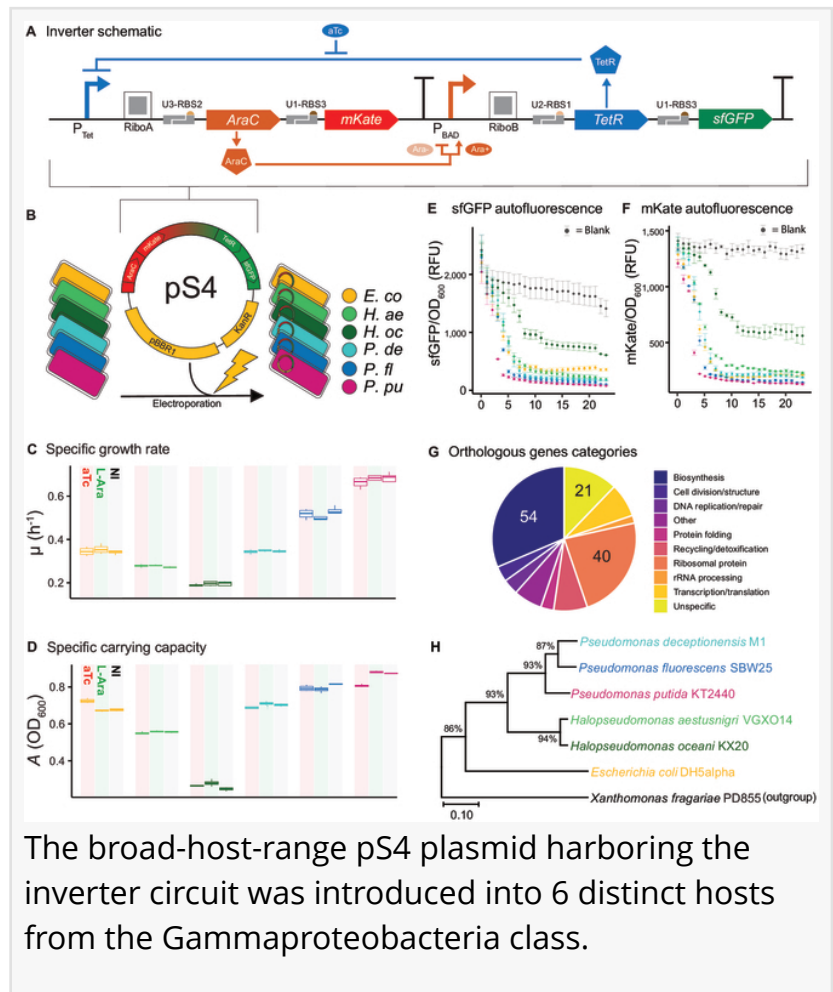 A Inverter schematic
aTc
TetR
U3-RBS2
U1-RBS3
U2-RBS1
U1-RBS3
AraC
mKate
TetR
sfGFP
P Tet
RiboA
P BAD
RiboB
AraC
Ara-
Ara+
B
AraC
mKate
TetR
sfGFP
pS4
pBBR1
KanR
Electroporation
E. co
H. ae
H. oc
P. de
P. fl
P. pu
E sfGFP autofluorescence
= Blank
sfGFP/OD600 (RFU)
2,000
1,000
0
0 5 10 15 20
F mKate autofluorescence
= Blank
mKate/OD600 (RFU)
1,500
1,000
500
0 5 10 15 20
C Specific growth rate
aTc
L-Ara
Nil
μ (h-1)
0.6
0.4
0.2
D Specific carrying capacity
aTc
L-Ara
Nil
A (OD600)
0.8
0.6
0.4
G Orthologous genes categories
54
21
40
Biosynthesis
Cell division/structure
DNA replication/repair
Other
Protein folding
Recycling/detoxification
Ribosomal protein
rRNA processing
Transcription/translation
Unspecific
H
87%
93%
93%
94%
86%
Pseudomonas deceptionensis M1
Pseudomonas fluorescens SBW25
Pseudomonas putida KT2440
Halopseudomonas aestusnigri VGXO14
Halopseudomonas oceani KX20
Escherichia coli DH5alpha
Xanthomonas fragariae PD855 (outgroup)
0.10
The broad-host-range pS4 plasmid harboring the
inverter circuit was introduced into 6 distinct hosts
from the Gammaproteobacteria class.